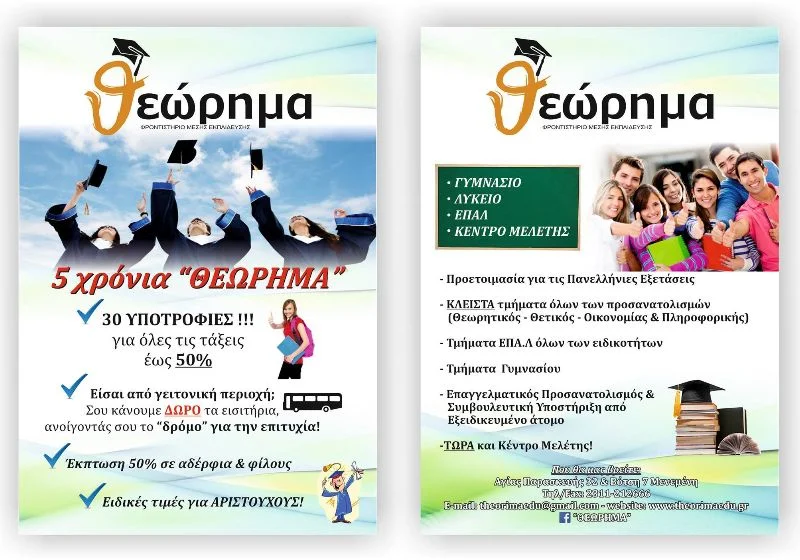 θεώρημα
ΦΡΟΝΤΙΣΤΗΡΙΟ ΜΕΣΗΣ ΕΚΠΑΙΔΕΥΣΗΣ
5 χρόνια “ΘΕΩΡΗΜΑ”
30 ΥΠΟΤΡΟΦΙΕΣ !!!
για όλες τις τάξεις
έως 50%
Είσαι από γειτονική περιοχή;
Σου κάνουμε ΔΩΡΟ τα εισιτήρια,
ανοίγοντάς σου το “δρόμο” για την επιτυχία!
Έκπτωση 50% σε αδέρφια & φίλους
Ειδικές τιμές για ΑΡΙΣΤΟΥΧΟΥΣ!
θεώρημα
ΦΡΟΝΤΙΣΤΗΡΙΟ ΜΕΣΗΣ ΕΚΠΑΙΔΕΥΣΗΣ
• ΓΥΜΝΑΣΙΟ
• ΛΥΚΕΙΟ
• ΕΠΑΛ
• ΚΕΝΤΡΟ ΜΕΛΕΤΗΣ
- Προετοιμασία για τις Πανελλήνιες Εξετάσεις
- ΚΛΕΙΣΤΑ τμήματα όλων των προσανατολισμών
(Θεωρητικός - Θετικός - Οικονομίας & Πληροφορικής)
- Τμήματα ΕΠΑ.Λ όλων των ειδικοτήτων
- Τμήματα Γυμνασίου
- Επαγγελματικός Προσανατολισμός &
Συμβουλευτική Υποστήριξη από
Εξειδικευμένο άτομο
-ΤΩΡΑ και Κέντρο Μελέτης!
Που θα μας βρείτε:
Αγίας Παρασκευής 32 & Βότση 7 Μενεμένη
Τηλ/Fax: 2311-212666
E-mail: theorimaedu@gmail.com - website: www.theorimaedu.gr
“ΘΕΩΡΗΜΑ”